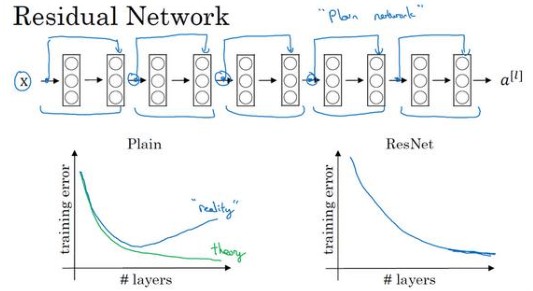 Residual Network
"Plain network"
x
a[l]
Plain
ResNet
training error
"reality"
theory
# layers
training error
# layers